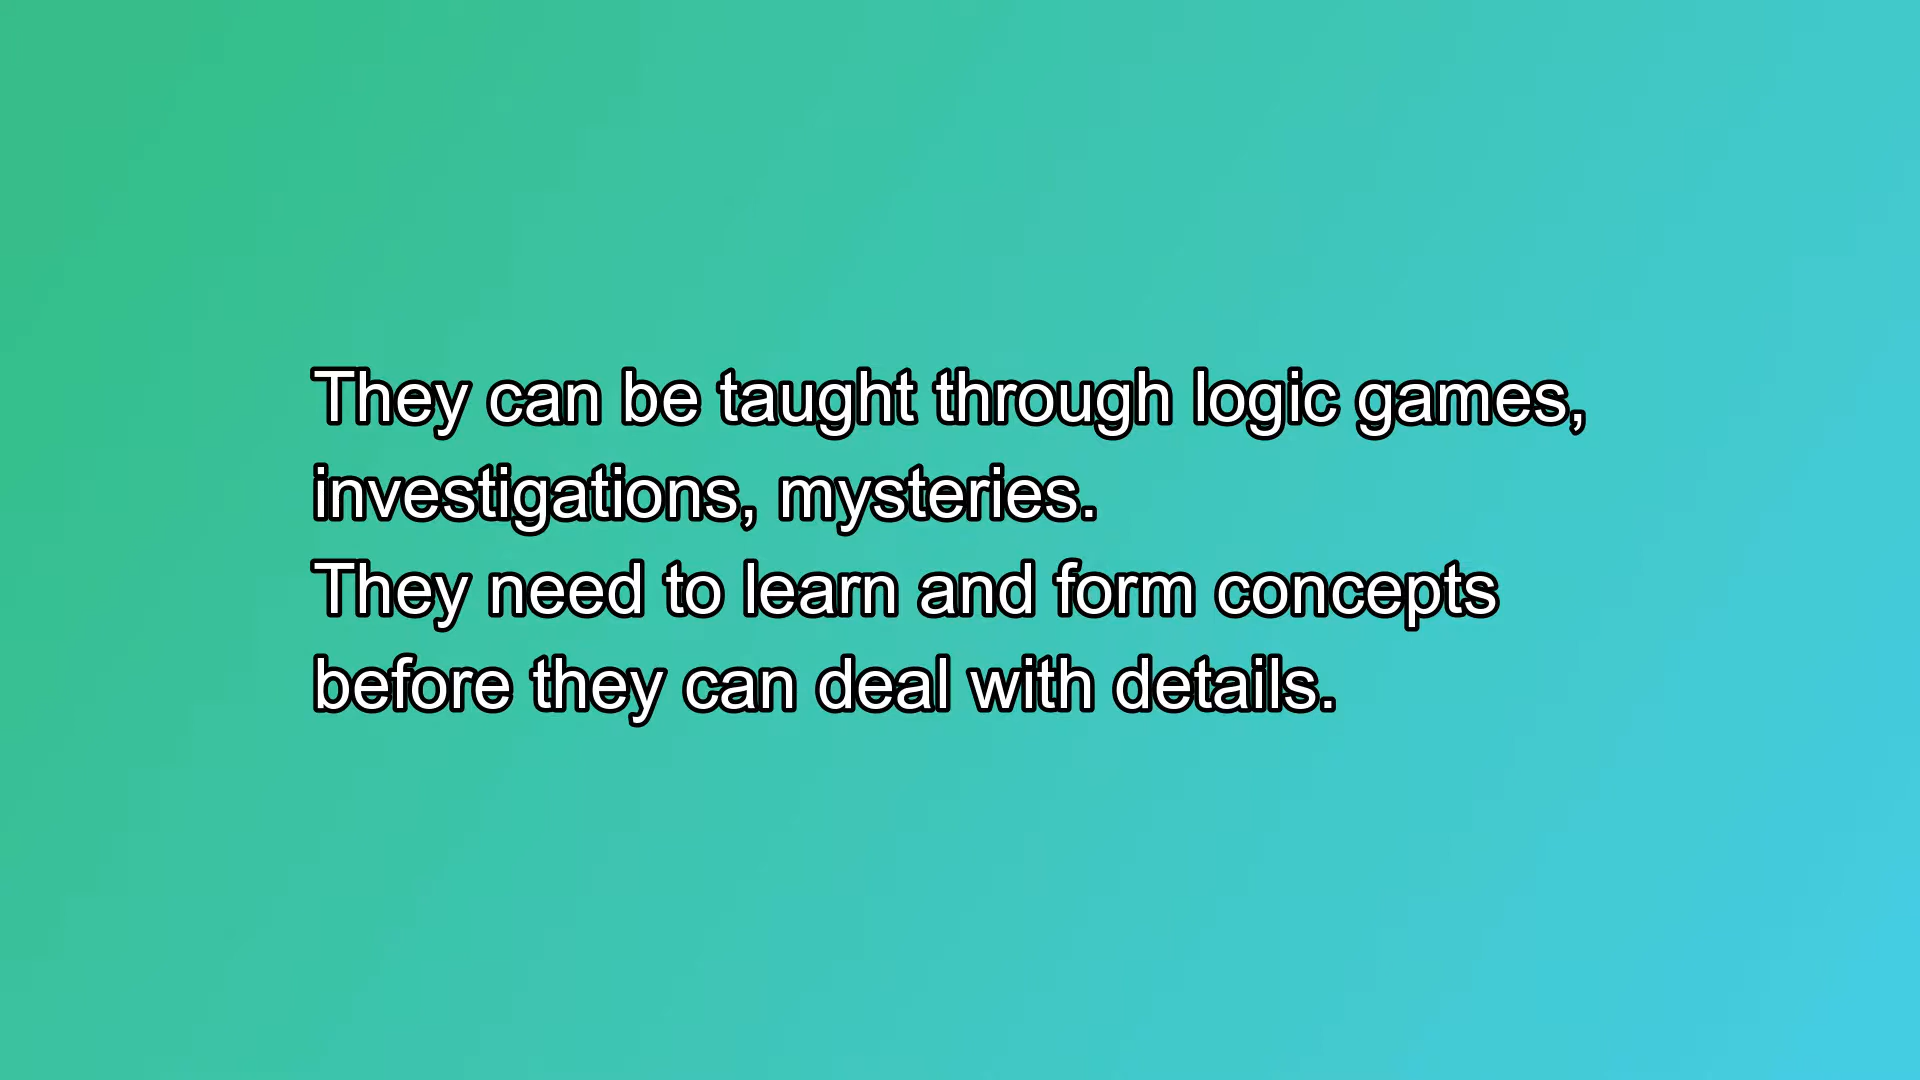 They can be taught through logic games,
investigations, mysteries.
They need to learn and form concepts
before they can deal with details.